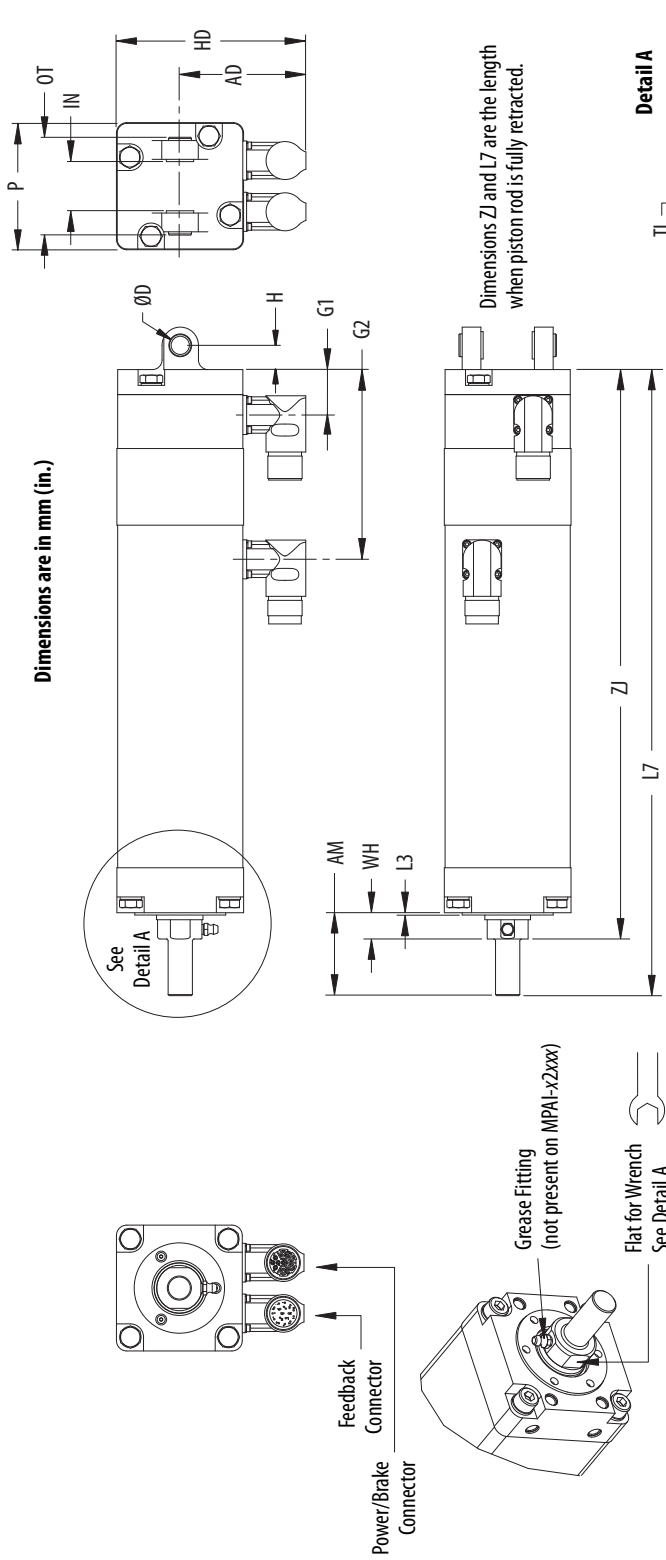 Dimensions are in mm (in.)
P
OT
IN
HD
AD
ØD
H
G1
G2
See
Detail A
AM
WH
L3
ZJ
L7
Dimensions ZJ and L7 are the length
when piston rod is fully retracted.
Detail A
Feedback
Connector
Power/Brake
Connector
Grease Fitting
(not present on MPAI-x2xxx)
Flat for Wrench
See Detail A